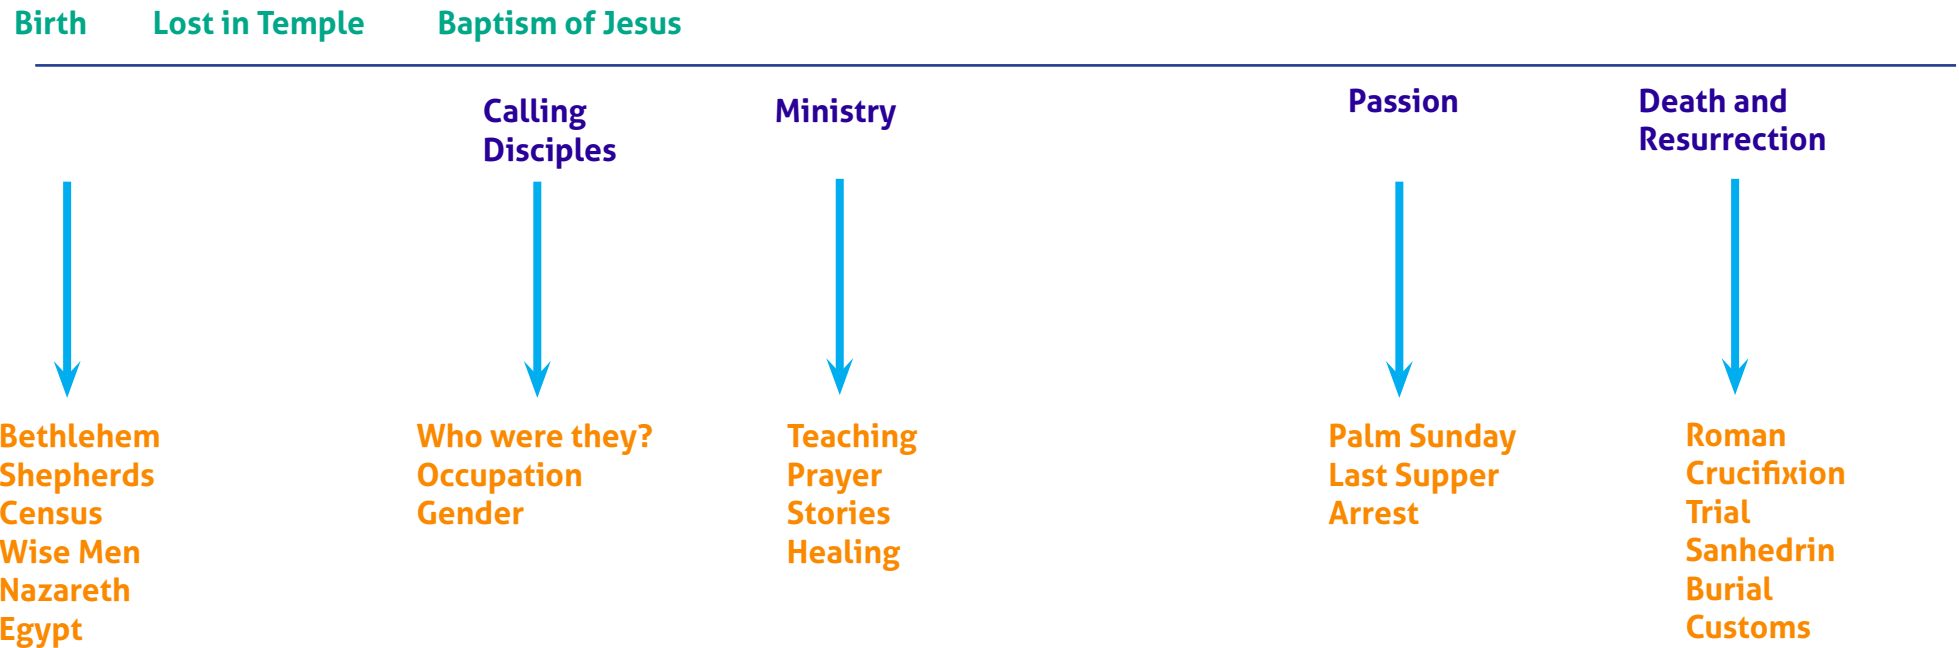 Birth
Lost in Temple
Baptism of Jesus
Calling
Disciples
Ministry
Passion
Death and
Resurrection
Bethlehem
Shepherds
Census
Wise Men
Nazareth
Egypt
Who were they?
Occupation
Gender
Teaching
Prayer
Stories
Healing
Palm Sunday
Last Supper
Arrest
Roman
Crucifixion
Trial
Sanhedrin
Burial
Customs